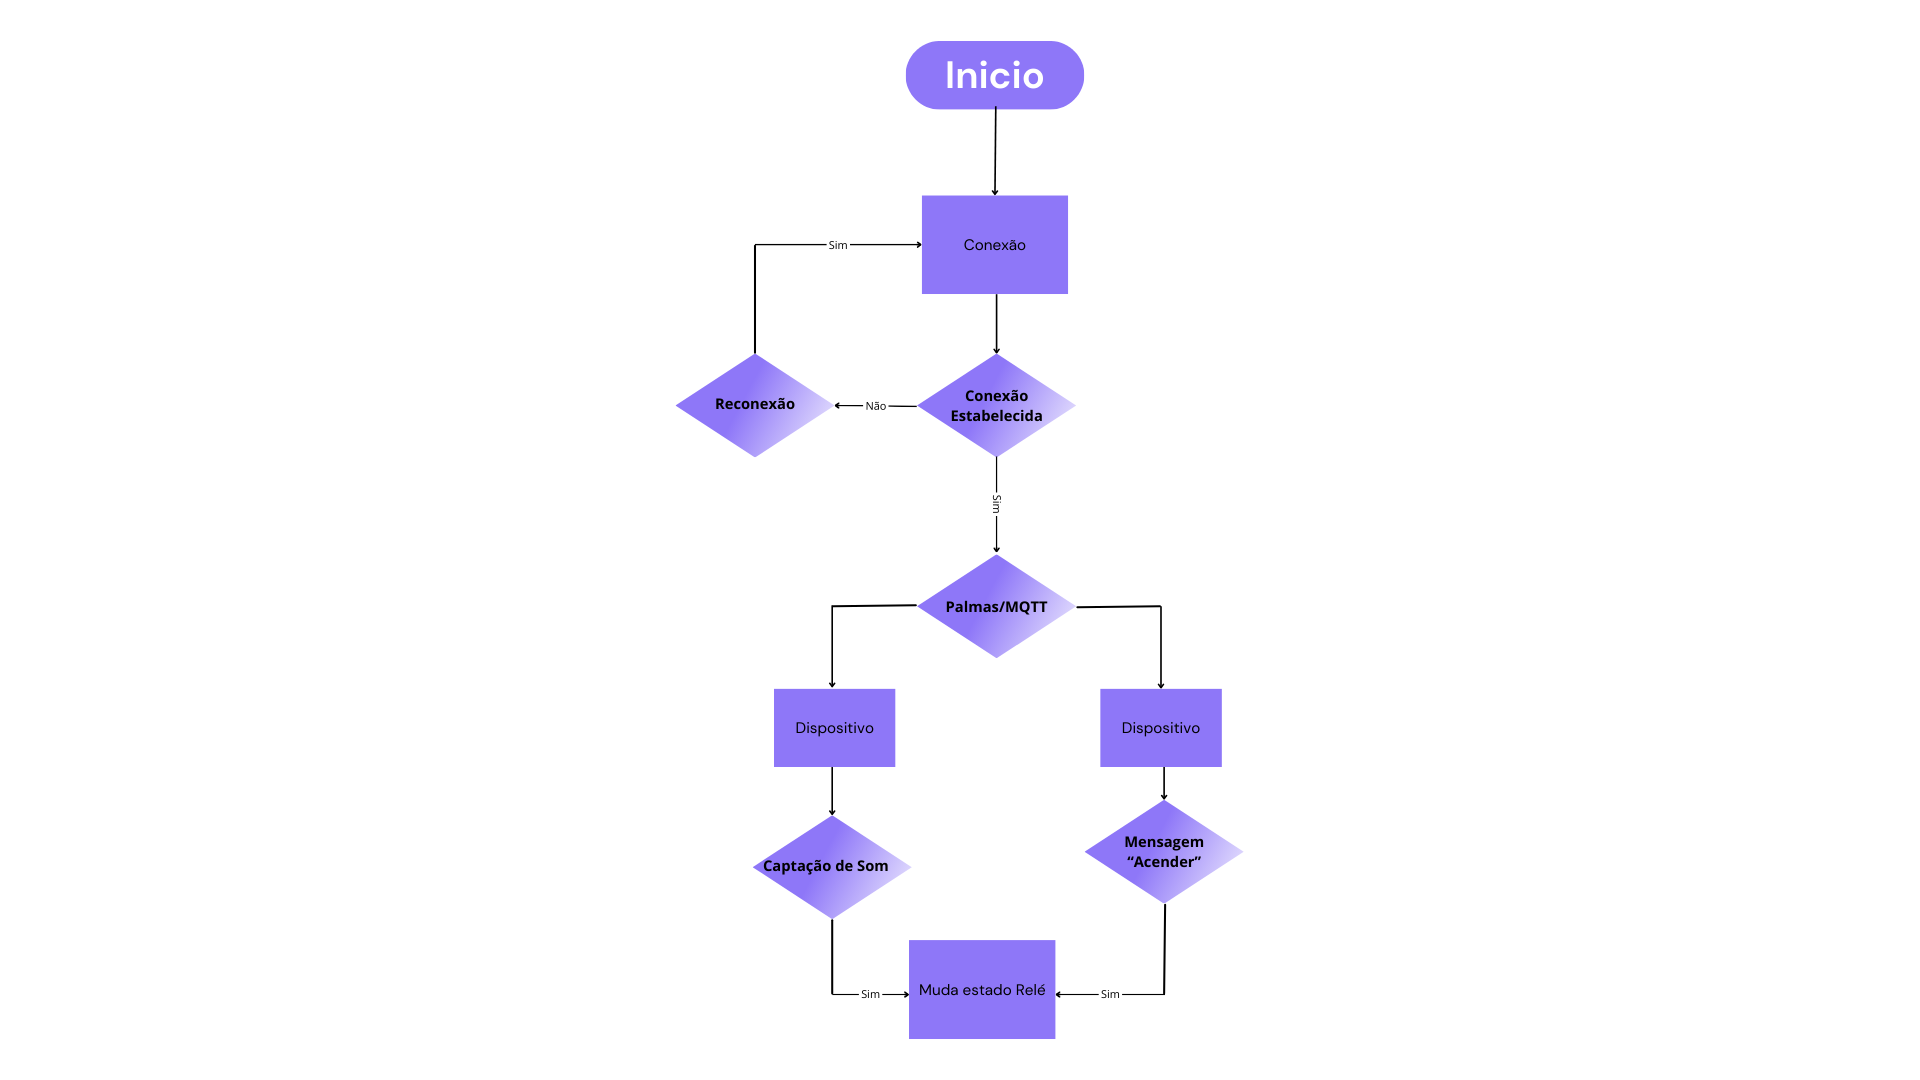 Inicio
Conexão
Sim
Reconexão
Não
Conexão
Estabelecida
Sim
Palmas/MQTT
Dispositivo
Dispositivo
Captação de Som
Mensagem
“Acender”
Sim
Muda estado Relé
Sim